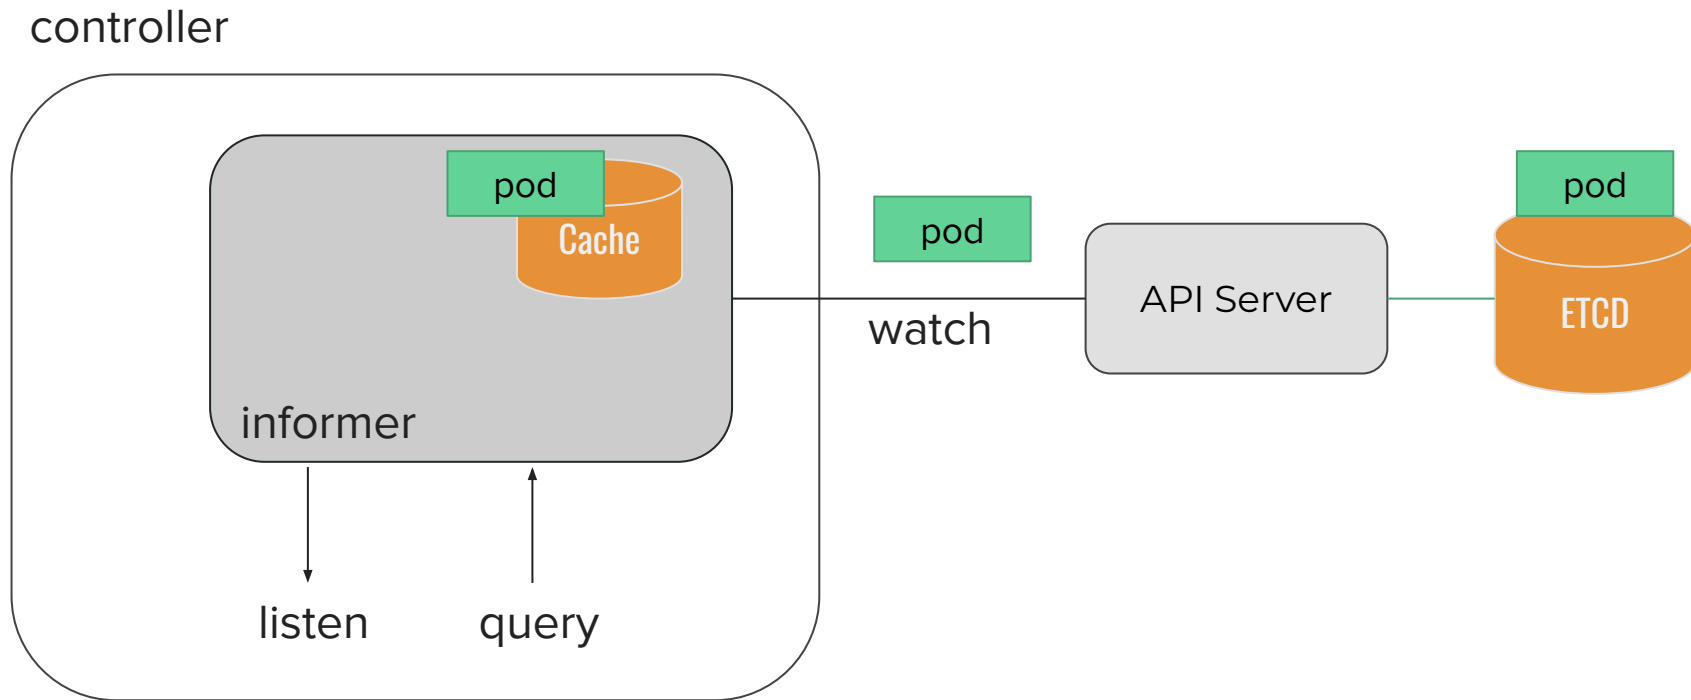 controller
pod
Cache
informer
listen
query
pod
watch
API Server
pod
ETCD